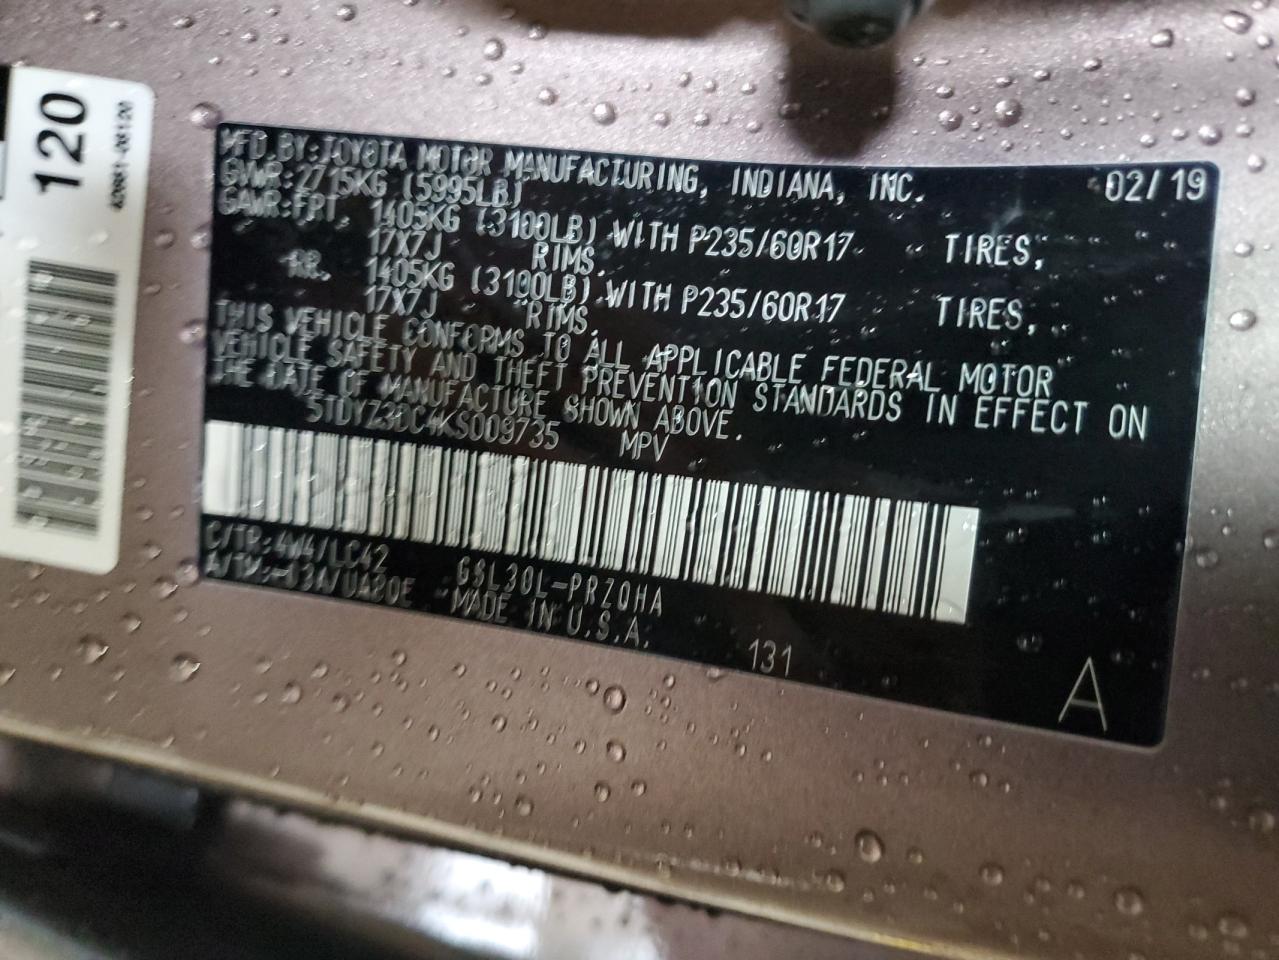 120
MFD BY:TOYOTA MOTOR MANUFACTURING, INDIANA, INC. 02/19
GVWR:2715KG (5995LB)
GAWR:FRT. 1405KG (3100LB) WITH P235/60R17 TIRES,
17X7J RIMS.
RR. 1405KG (3100LB) WITH P235/60R17 TIRES,
17X7J RIMS.
THIS VEHICLE CONFORMS TO ALL APPLICABLE FEDERAL MOTOR
VEHICLE SAFETY AND THEFT PREVENTION STANDARDS IN EFFECT ON
THE DATE OF MANUFACTURE SHOWN ABOVE.
5TDYZ3DC4KS009735 MPV
C/TR:4W4/LC42 GSL30L-PRZQHA
MADE IN U.S.A.
131
A